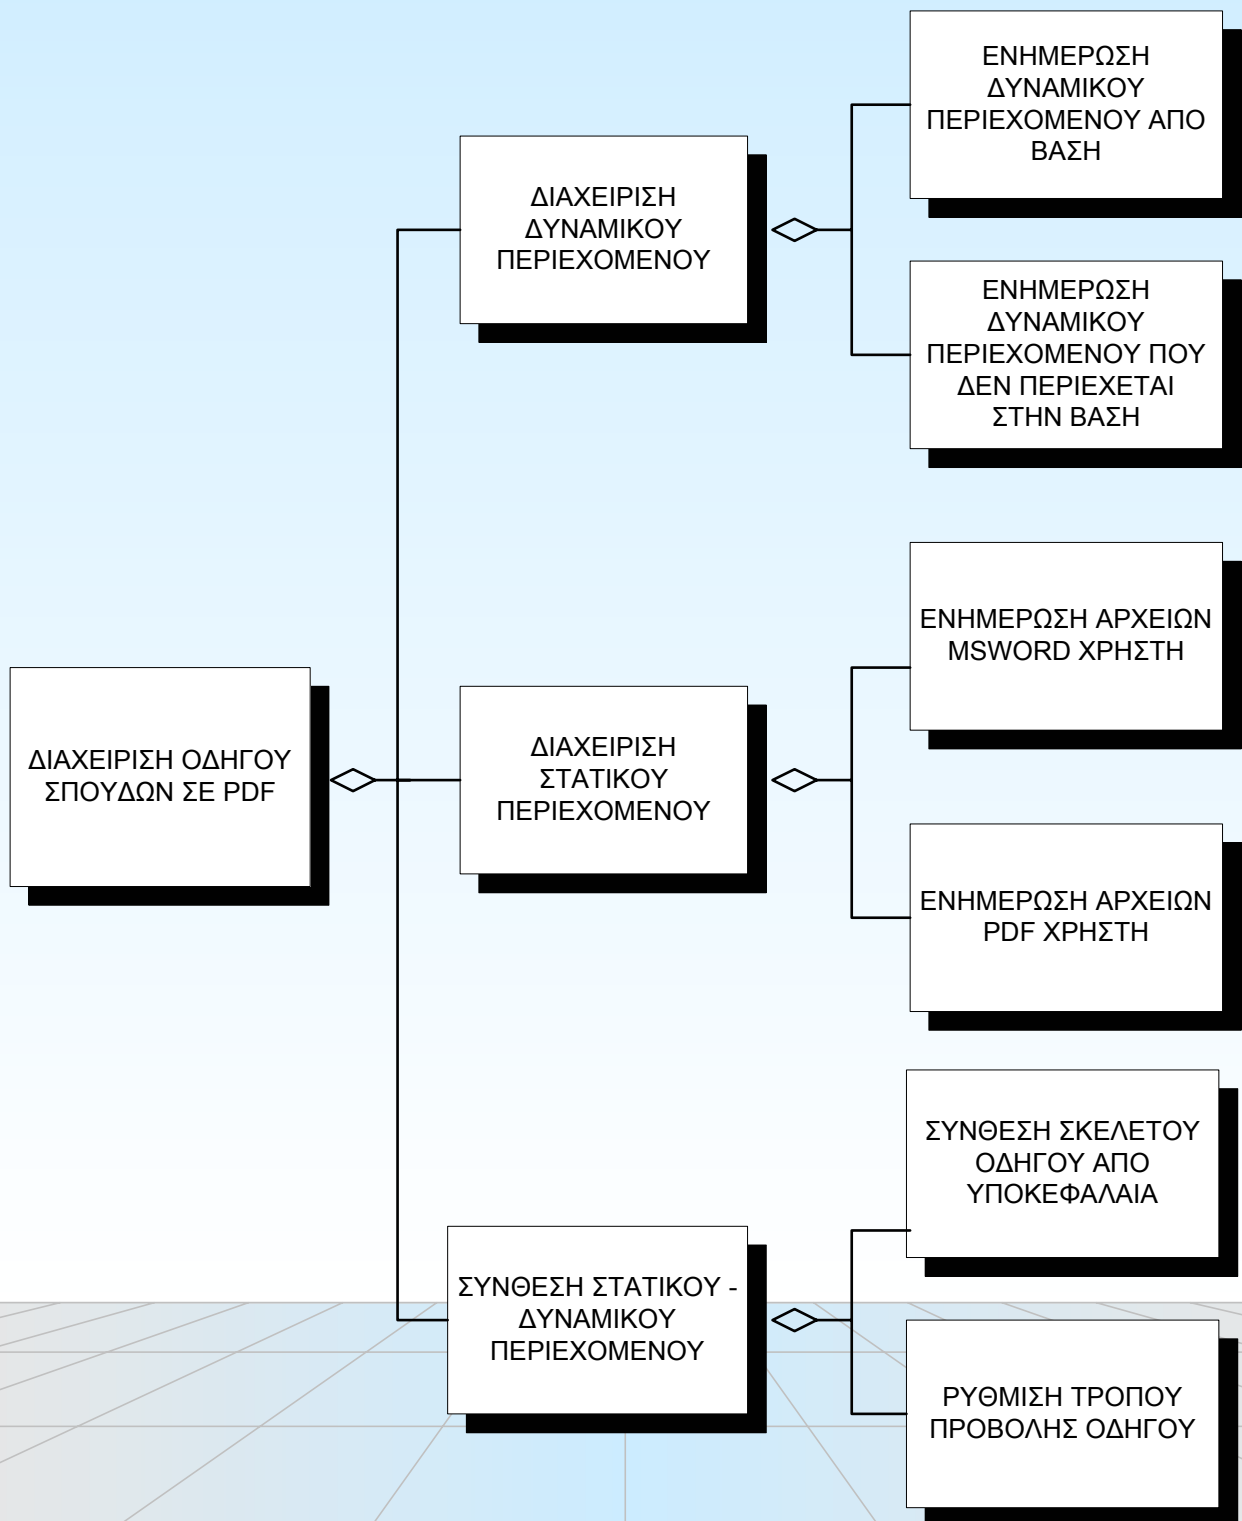 ΕΝΗΜΕΡΩΣΗ
ΔΥΝΑΜΙΚΟΥ
ΠΕΡΙΕΧΟΜΕΝΟΥ ΑΠΟ
ΒΑΣΗ
ΔΙΑΧΕΙΡΙΣΗ
ΔΥΝΑΜΙΚΟΥ
ΠΕΡΙΕΧΟΜΕΝΟΥ
ΕΝΗΜΕΡΩΣΗ
ΔΥΝΑΜΙΚΟΥ
ΠΕΡΙΕΧΟΜΕΝΟΥ ΠΟΥ
ΔΕΝ ΠΕΡΙΕΧΕΤΑΙ
ΣΤΗΝ ΒΑΣΗ
ΕΝΗΜΕΡΩΣΗ ΑΡΧΕΙΩΝ
MSWORD ΧΡΗΣΤΗ
ΔΙΑΧΕΙΡΙΣΗ ΟΔΗΓΟΥ
ΣΠΟΥΔΩΝ ΣΕ PDF
ΔΙΑΧΕΙΡΙΣΗ
ΣΤΑΤΙΚΟΥ
ΠΕΡΙΕΧΟΜΕΝΟΥ
ΕΝΗΜΕΡΩΣΗ ΑΡΧΕΙΩΝ
PDF ΧΡΗΣΤΗ
ΣΥΝΘΕΣΗ ΣΚΕΛΕΤΟΥ
ΟΔΗΓΟΥ ΑΠΟ
ΥΠΟΚΕΦΑΛΑΙΑ
ΣΥΝΘΕΣΗ ΣΤΑΤΙΚΟΥ -
ΔΥΝΑΜΙΚΟΥ
ΠΕΡΙΕΧΟΜΕΝΟΥ
ΡΥΘΜΙΣΗ ΤΡΟΠΟΥ
ΠΡΟΒΟΛΗΣ ΟΔΗΓΟΥ